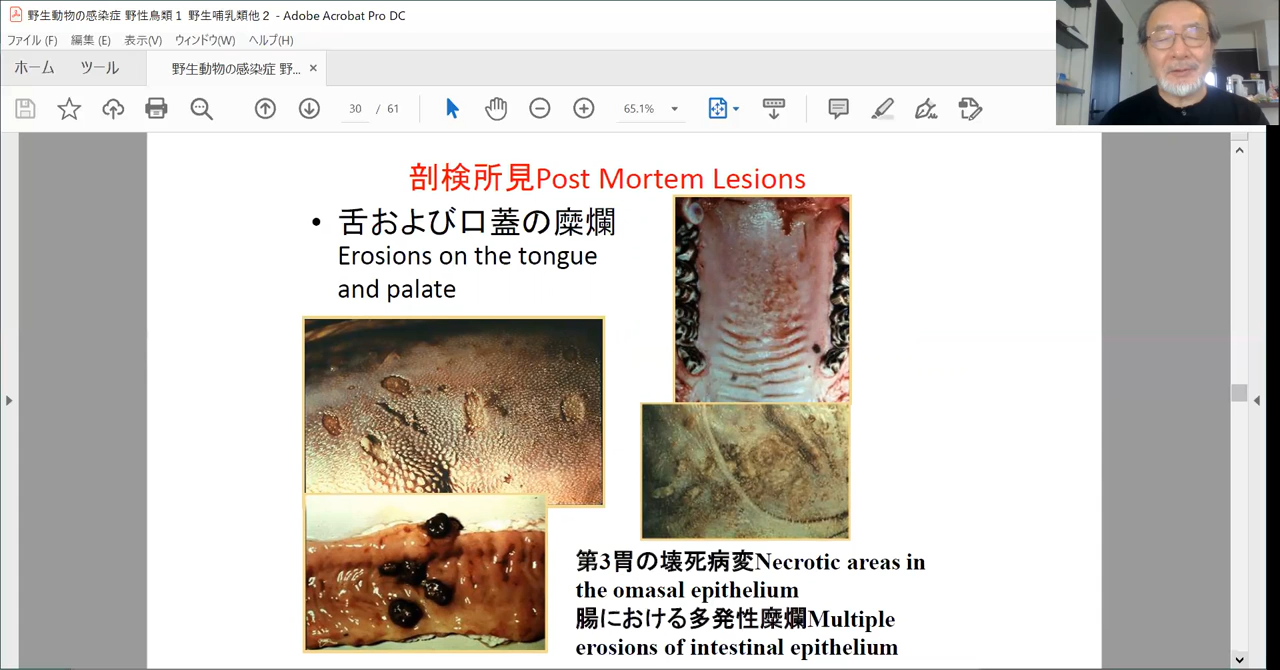 野生動物の感染症 野性鳥類１ 野生哺乳類他２ - Adobe Acrobat Pro DC
ファイル (F) 編集 (E) 表示(V) ウィンドウ(W) ヘルプ(H)
ホーム ツール 野生動物の感染症 野... ×
30 / 61 65.1%
剖検所見Post Mortem Lesions
• 舌および口蓋の糜爛
Erosions on the tongue
and palate
第3胃の壊死病変Necrotic areas in
the omasal epithelium
腸における多発性糜爛Multiple
erosions of intestinal epithelium